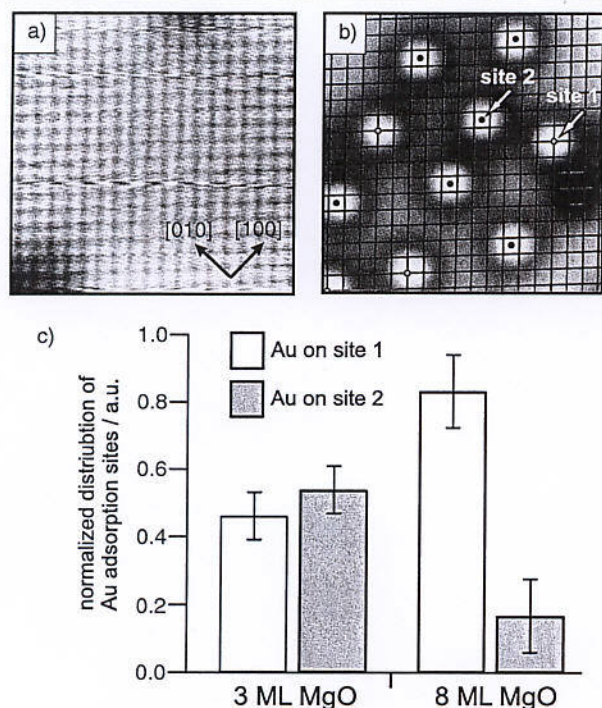 a)
[010] [100]
b)
site 2
site 1
c)
normalized distriubtion of
Au adsorption sites / a.u.
1.0
0.8
0.6
0.4
0.2
0.0
Au on site 1
Au on site 2
3 ML MgO 8 ML MgO